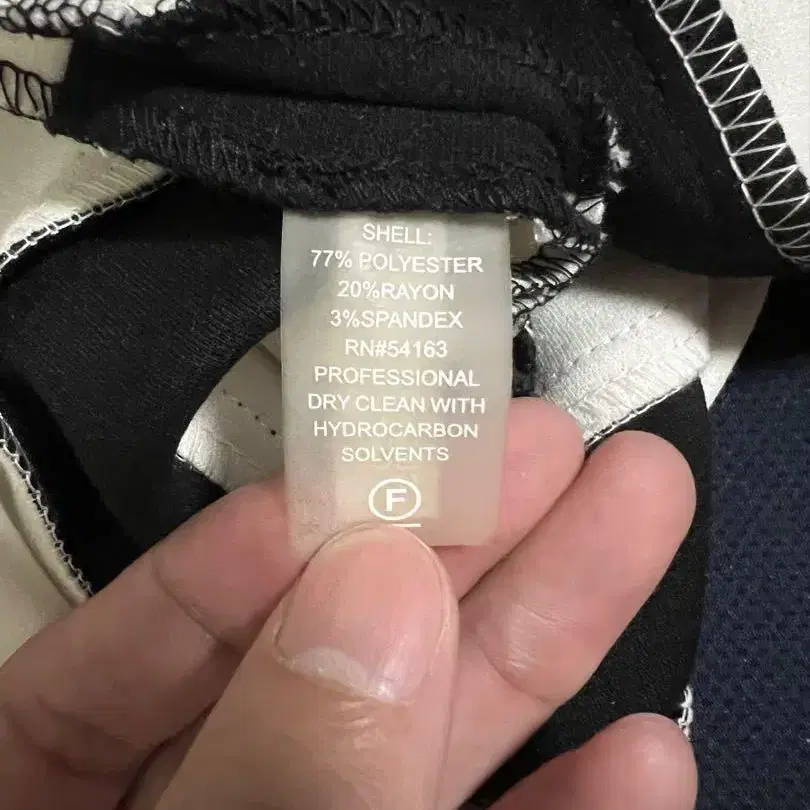 SHELL:
77% POLYESTER
20%RAYON
3%SPANDEX
RN#54163
PROFESSIONAL
DRY CLEAN WITH
HYDROCARBON
SOLVENTS
F